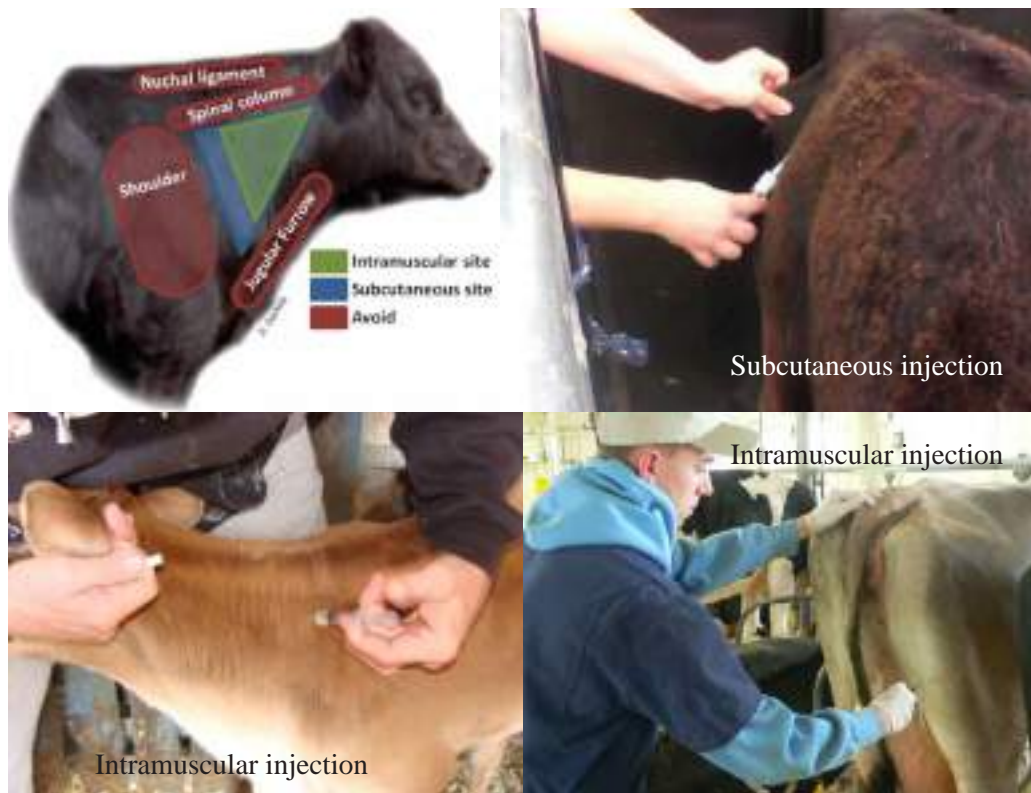 Nuchal ligament
Spinal column
Shoulder
Jugular Furrow
Intramuscular site
Subcutaneous site
Avoid
Subcutaneous injection
Intramuscular injection
Intramuscular injection